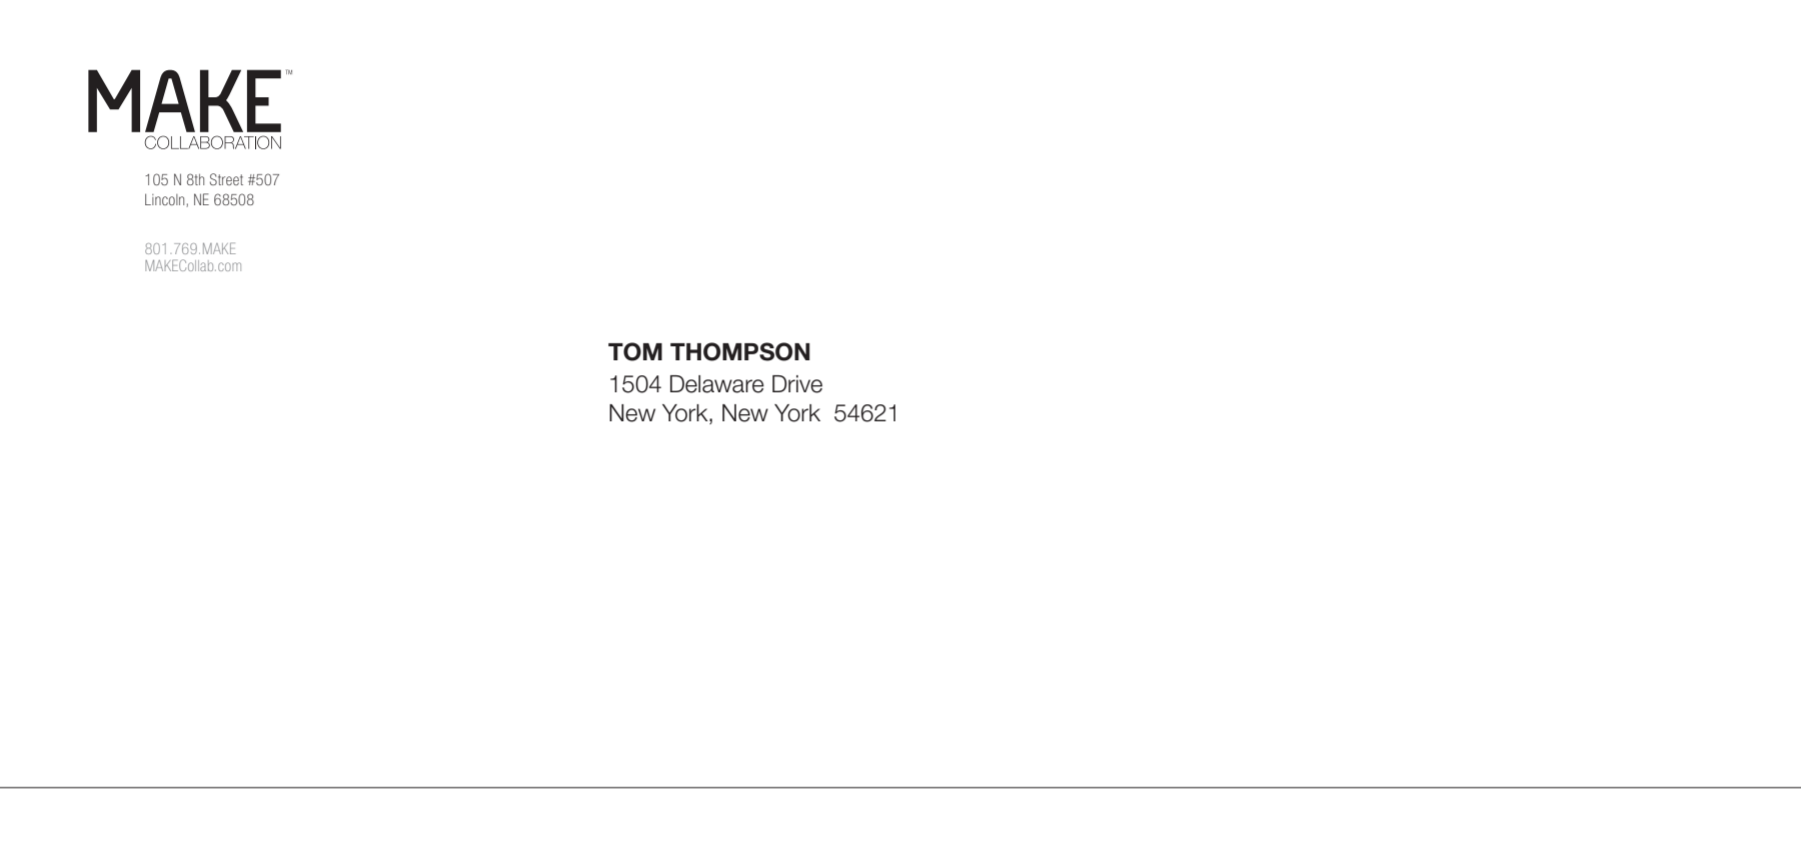 MAKE™
COLLABORATION
105 N 8th Street #507
Lincoln, NE 68508
801.769.MAKE
MAKECollab.com
TOM THOMPSON
1504 Delaware Drive
New York, New York  54621